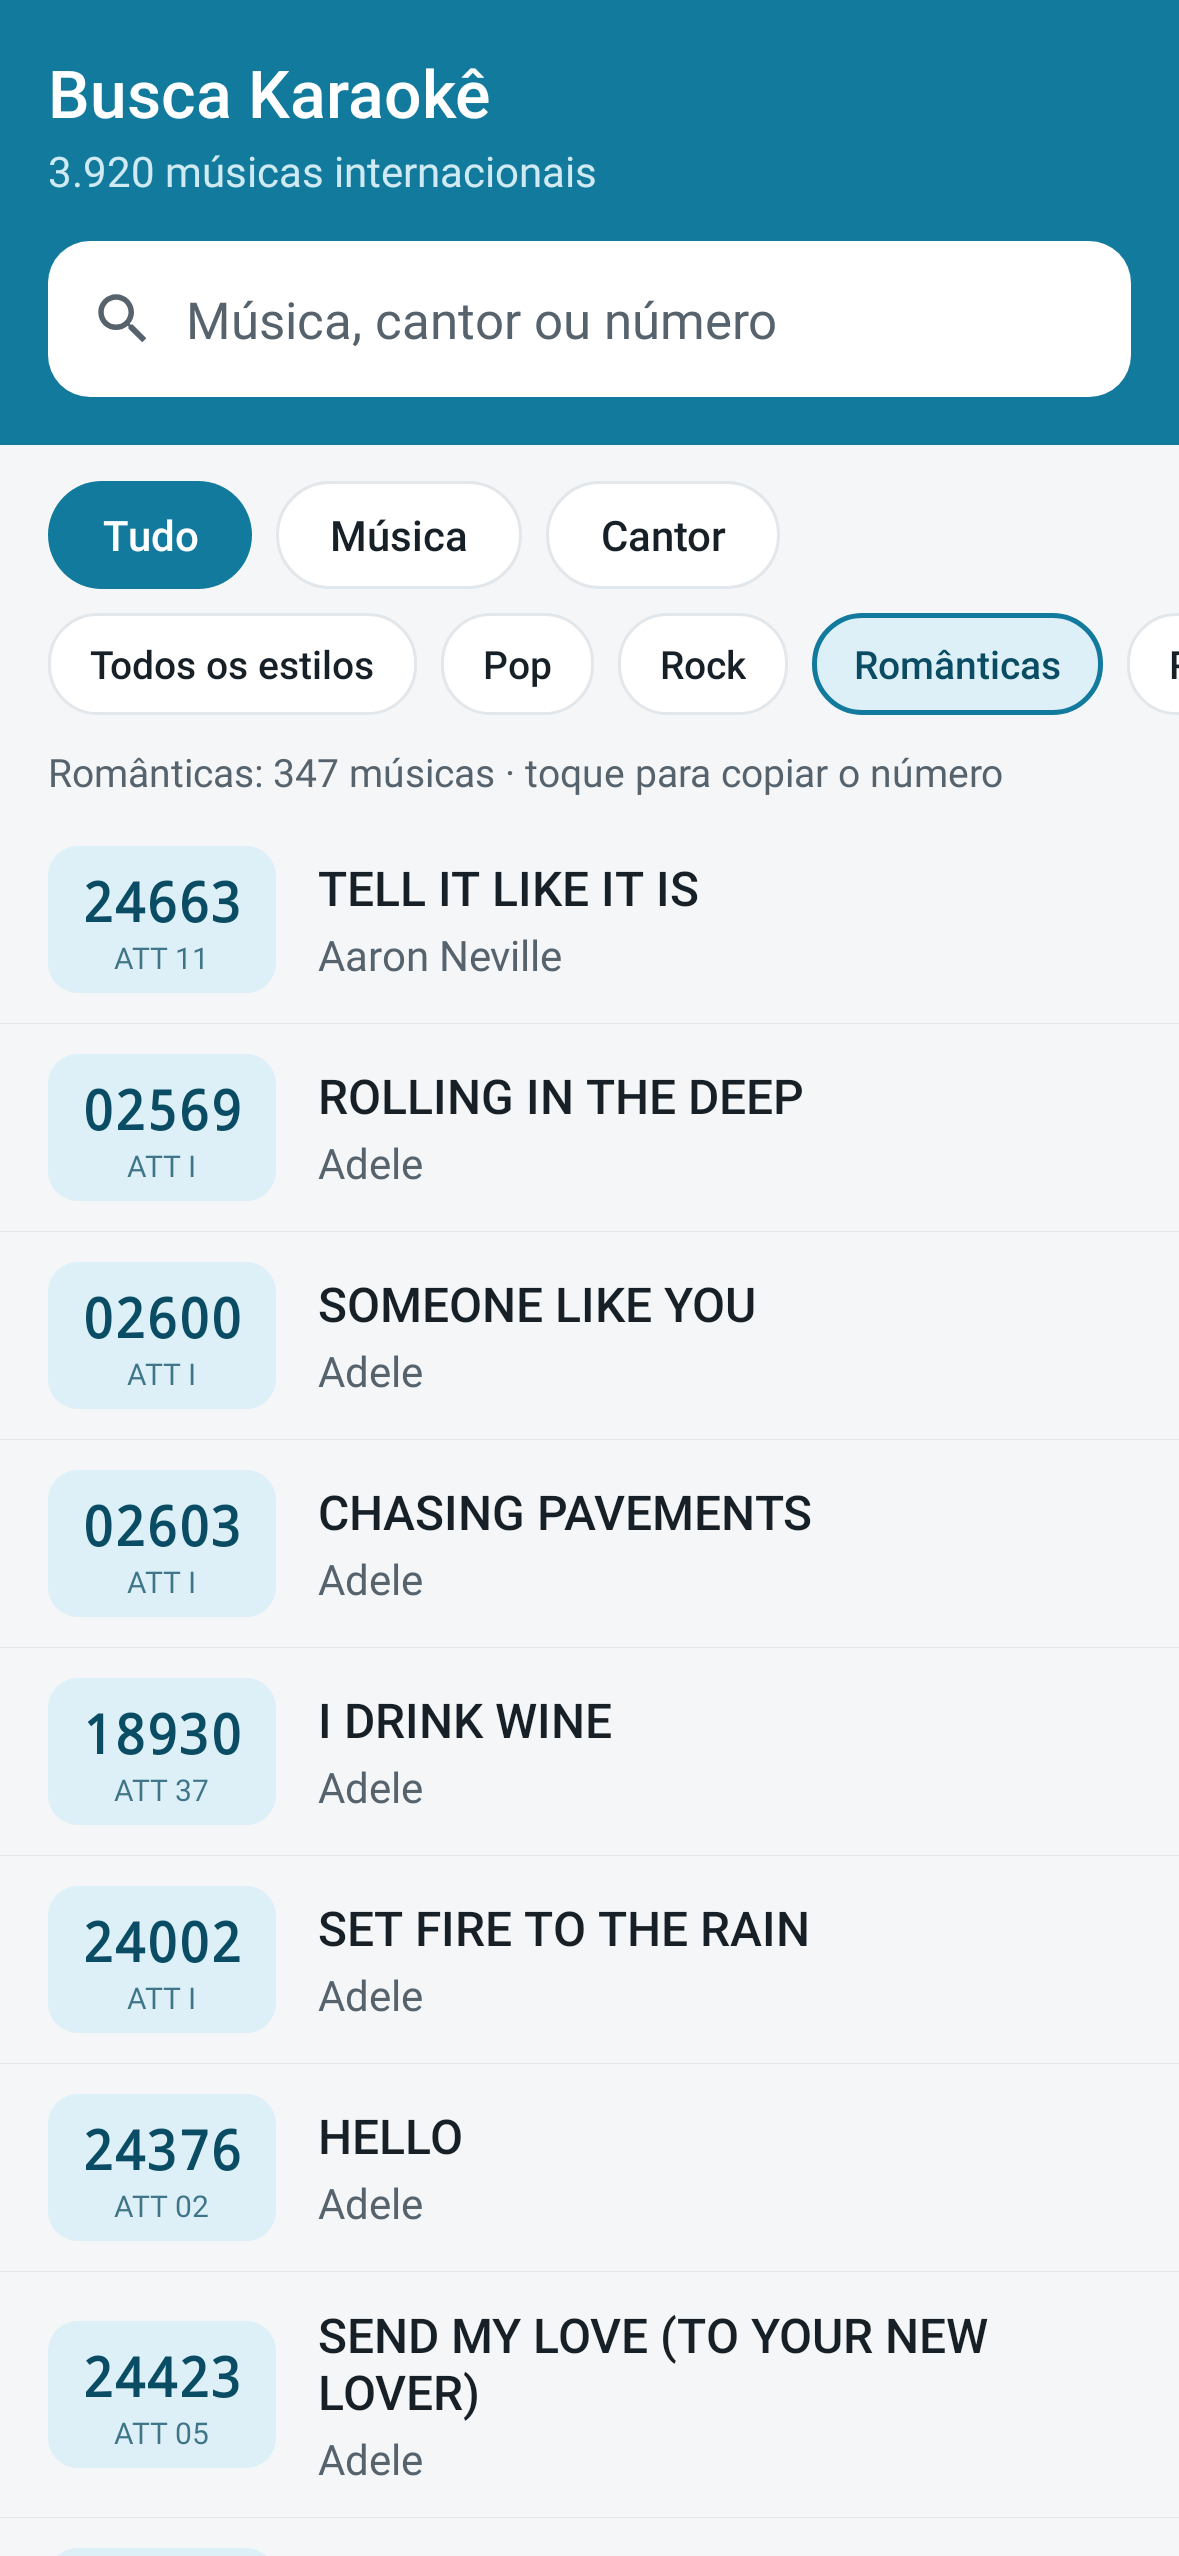 Busca Karaokê
3.920 músicas internacionais
Música, cantor ou número
Tudo
Música
Cantor
Todos os estilos
Pop
Rock
Românticas
Românticas: 347 músicas · toque para copiar o número
24663
ATT 11
TELL IT LIKE IT IS
Aaron Neville
02569
ATT I
ROLLING IN THE DEEP
Adele
02600
ATT I
SOMEONE LIKE YOU
Adele
02603
ATT I
CHASING PAVEMENTS
Adele
18930
ATT 37
I DRINK WINE
Adele
24002
ATT I
SET FIRE TO THE RAIN
Adele
24376
ATT 02
HELLO
Adele
24423
ATT 05
SEND MY LOVE (TO YOUR NEW
LOVER)
Adele